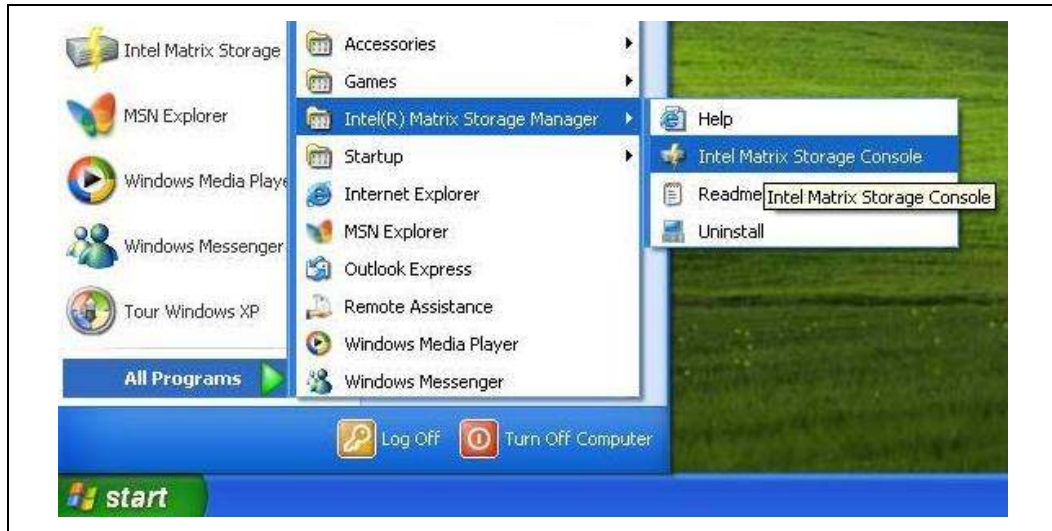 Intel Matrix Storage
MSN Explorer
Windows Media Playe
Windows Messenger
Tour Windows XP
All Programs
Accessories
Games
Intel(R) Matrix Storage Manager
Startup
Internet Explorer
MSN Explorer
Outlook Express
Remote Assistance
Windows Media Player
Windows Messenger
Help
Intel Matrix Storage Console
Readme
Intel Matrix Storage Console
Uninstall
Log Off
Turn Off Computer
start